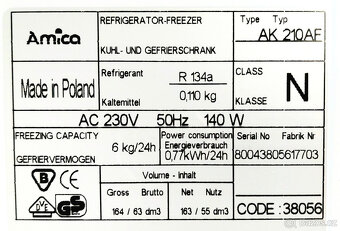 Amica
REFRIGERATOR-FREEZER
KUHL- UND GEFRIERSCHRANK
Type Typ
AK 210AF
Made in Poland
Refrigerant
Kaltemittel
R 134a
0,110 kg
CLASS
KLASSE
N
AC 230V 50Hz 140 W
FREEZING CAPACITY
GEFRIERVERMOGEN
6 kg/24h
Power consumption
Energieverbrauch
0,77kWh/24h
Serial No Fabrik Nr
80043805617703
B
DVE
GS
Volume - Inhalt
Gross Brutto
Net Nutz
164 / 63 dm3
163 / 55 dm3
CODE : 38056